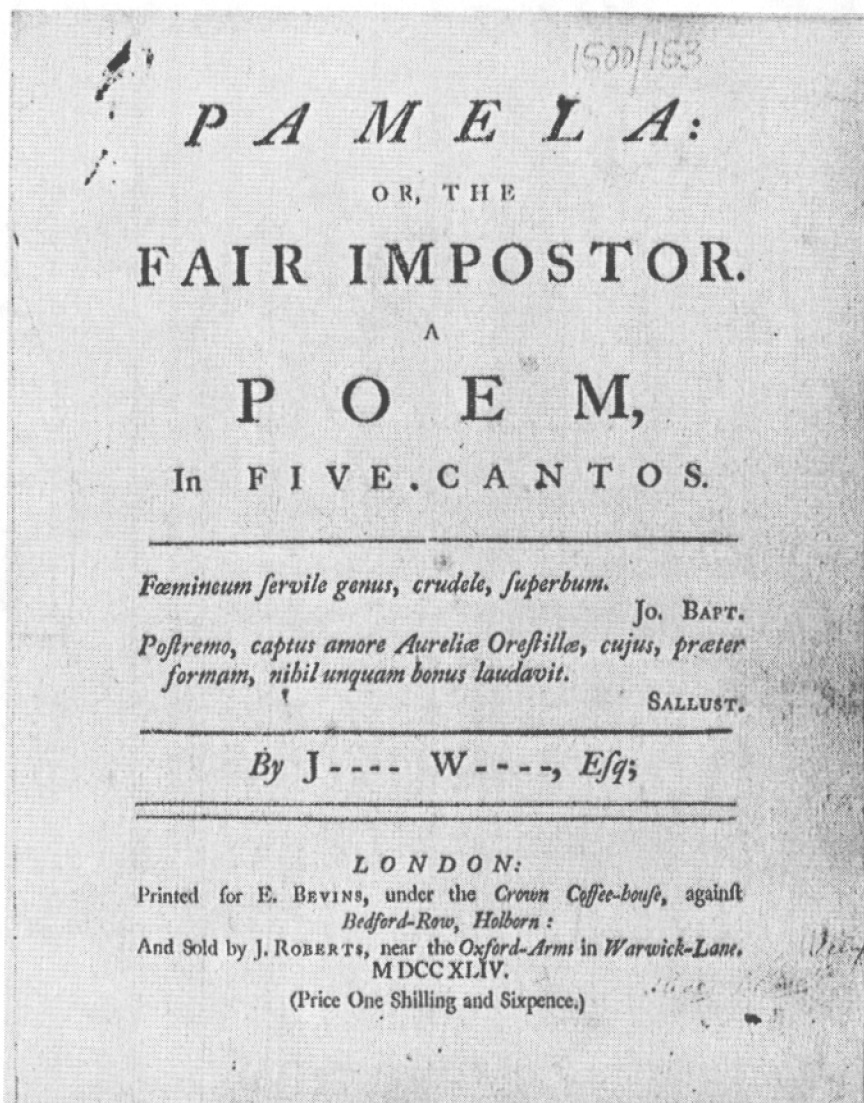 1500/153
PAMELA:
OR, THE
FAIR IMPOSTOR.
A
POEM,
In FIVE. CANTOS.
Fœmineum ſervile genus, crudele, ſuperbum.
Jo. BAPT.
Poſtremo, captus amore Aureliæ Oreſtillæ, cujus, præter
formam, nihil unquam bonus laudavit.
SALLUST.
By J---- W----, Eſq;
LONDON:
Printed for E. BEVINS, under the Crown Coffee-houſe, againſt
Bedford-Row, Holborn:
And Sold by J. ROBERTS, near the Oxford-Arms in Warwick-Lane.
MDCCXLIV.
(Price One Shilling and Sixpence.)